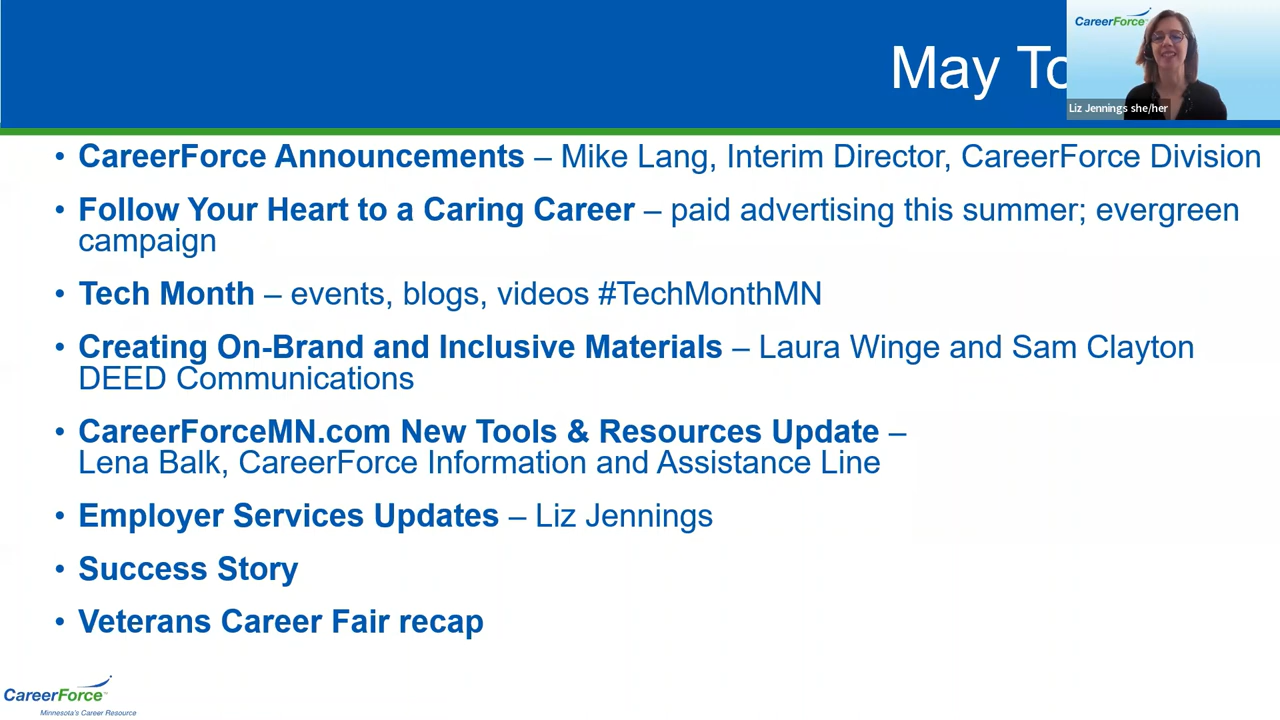 May To
CareerForce
Liz Jennings she/her
• CareerForce Announcements – Mike Lang, Interim Director, CareerForce Division
• Follow Your Heart to a Caring Career – paid advertising this summer; evergreen
campaign
• Tech Month – events, blogs, videos #TechMonthMN
• Creating On-Brand and Inclusive Materials – Laura Winge and Sam Clayton
DEED Communications
• CareerForceMN.com New Tools & Resources Update –
Lena Balk, CareerForce Information and Assistance Line
• Employer Services Updates – Liz Jennings
• Success Story
• Veterans Career Fair recap
CareerForce™
Minnesota's Career Resource